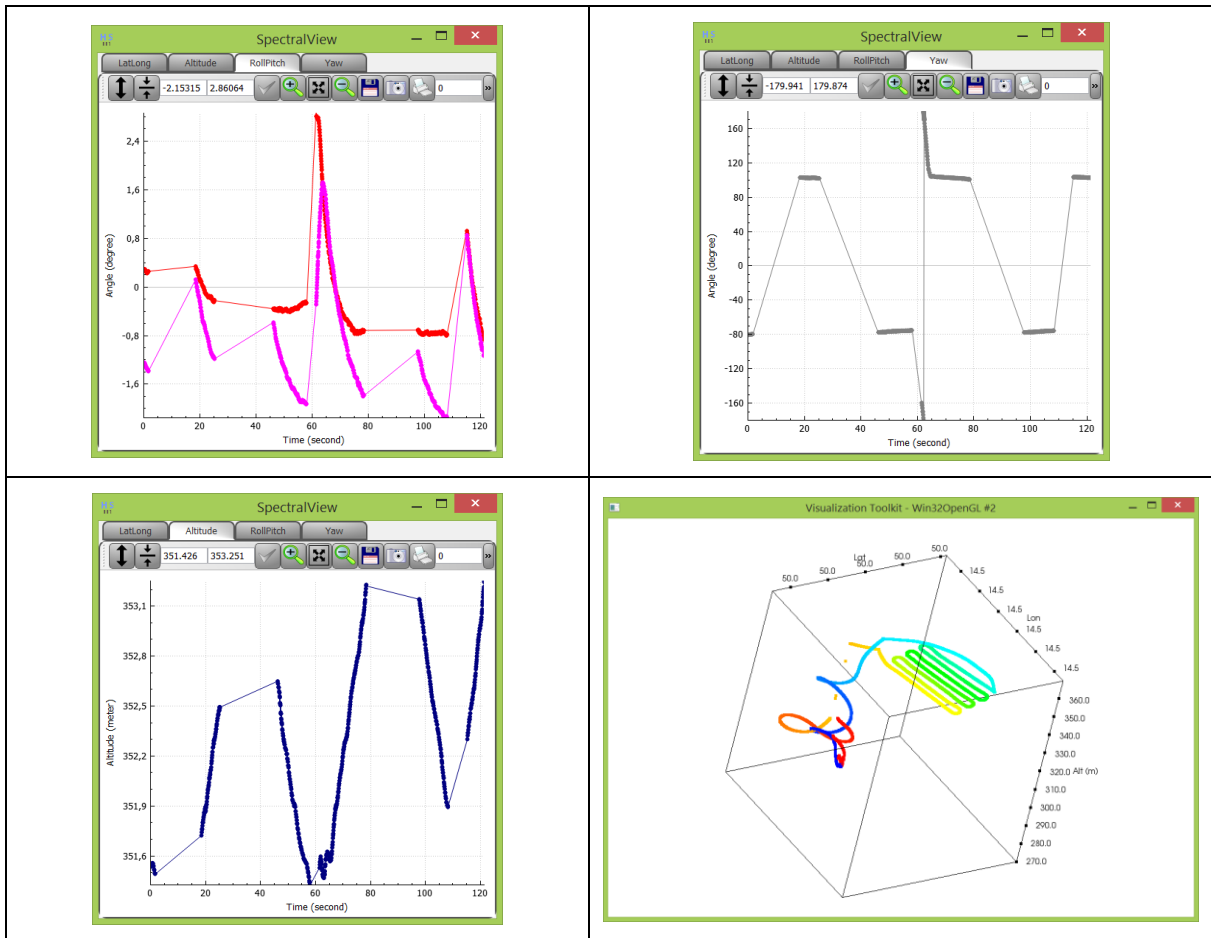 SpectralView
LatLong Altitude RollPitch Yaw
-2.15315 2.86064 0 »
2,4
1,6
0,8
0
-0,8
-1,6
Angle (degree)
0 20 40 60 80 100 120
Time (second)
SpectralView
LatLong Altitude RollPitch Yaw
-179.941 179.874 0 »
160
120
80
40
0
-40
-80
-120
-160
Angle (degree)
0 20 40 60 80 100 120
Time (second)
SpectralView
LatLong Altitude RollPitch Yaw
351.426 353.251 0 »
353,1
352,8
352,5
352,2
351,9
351,6
Altitude (meter)
0 20 40 60 80 100 120
Time (second)
Visualization Toolkit - Win32OpenGL #2
50.0 50.0 50.0 50.0 50.0
Lat
14.5
14.5
Lon
14.5
14.5
14.5
360.0
350.0
340.0
330.0
320.0 Alt (m)
310.0
300.0
290.0
280.0
270.0